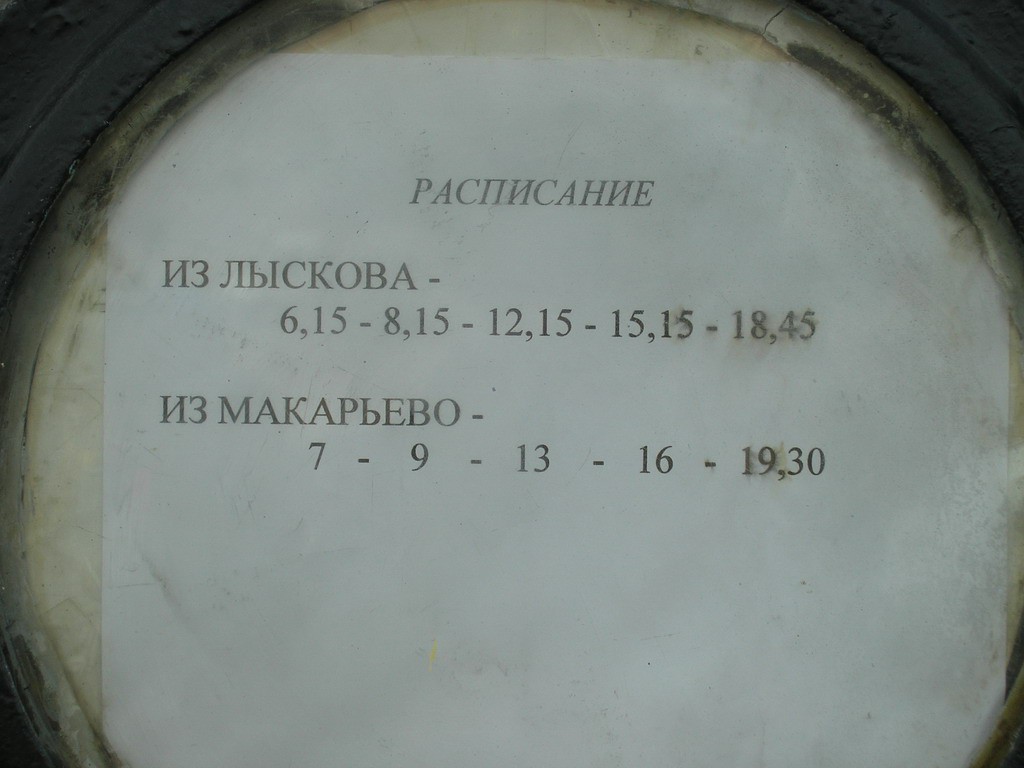 РАСПИСАНИЕ
ИЗ ЛЫСКОВА -
6,15 - 8,15 - 12,15 - 15,15 - 18,45
ИЗ МАКАРЬЕВО -
7 - 9 - 13 - 16 - 19,30